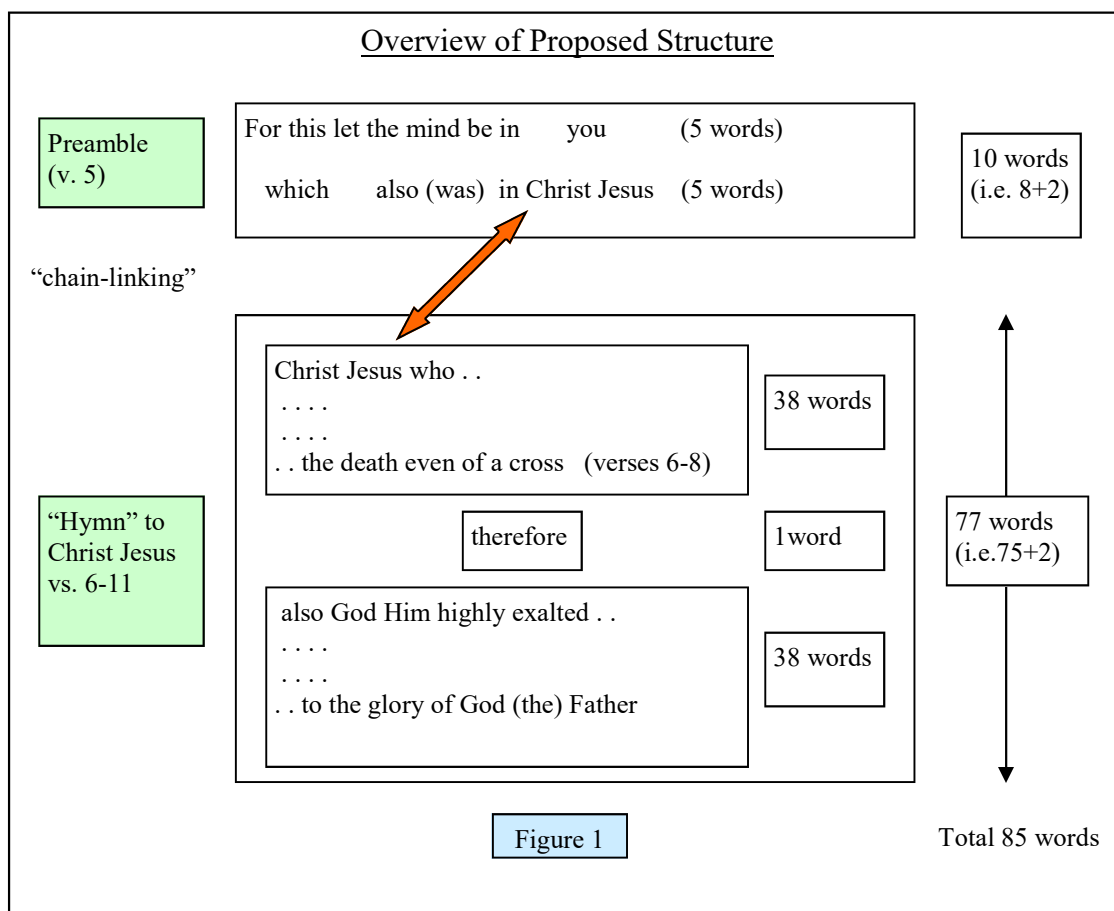 Overview of Proposed Structure
Preamble
(v. 5)
For this let the mind be in you (5 words)
which also (was) in Christ Jesus (5 words)
10 words
(i.e. 8+2)
“chain-linking”
Christ Jesus who . .
. . . .
. . . .
. . the death even of a cross (verses 6-8)
38 words
“Hymn” to
Christ Jesus
vs. 6-11
therefore
1word
77 words
(i.e.75+2)
also God Him highly exalted . .
. . . .
. . . .
. . to the glory of God (the) Father
38 words
Figure 1
Total 85 words